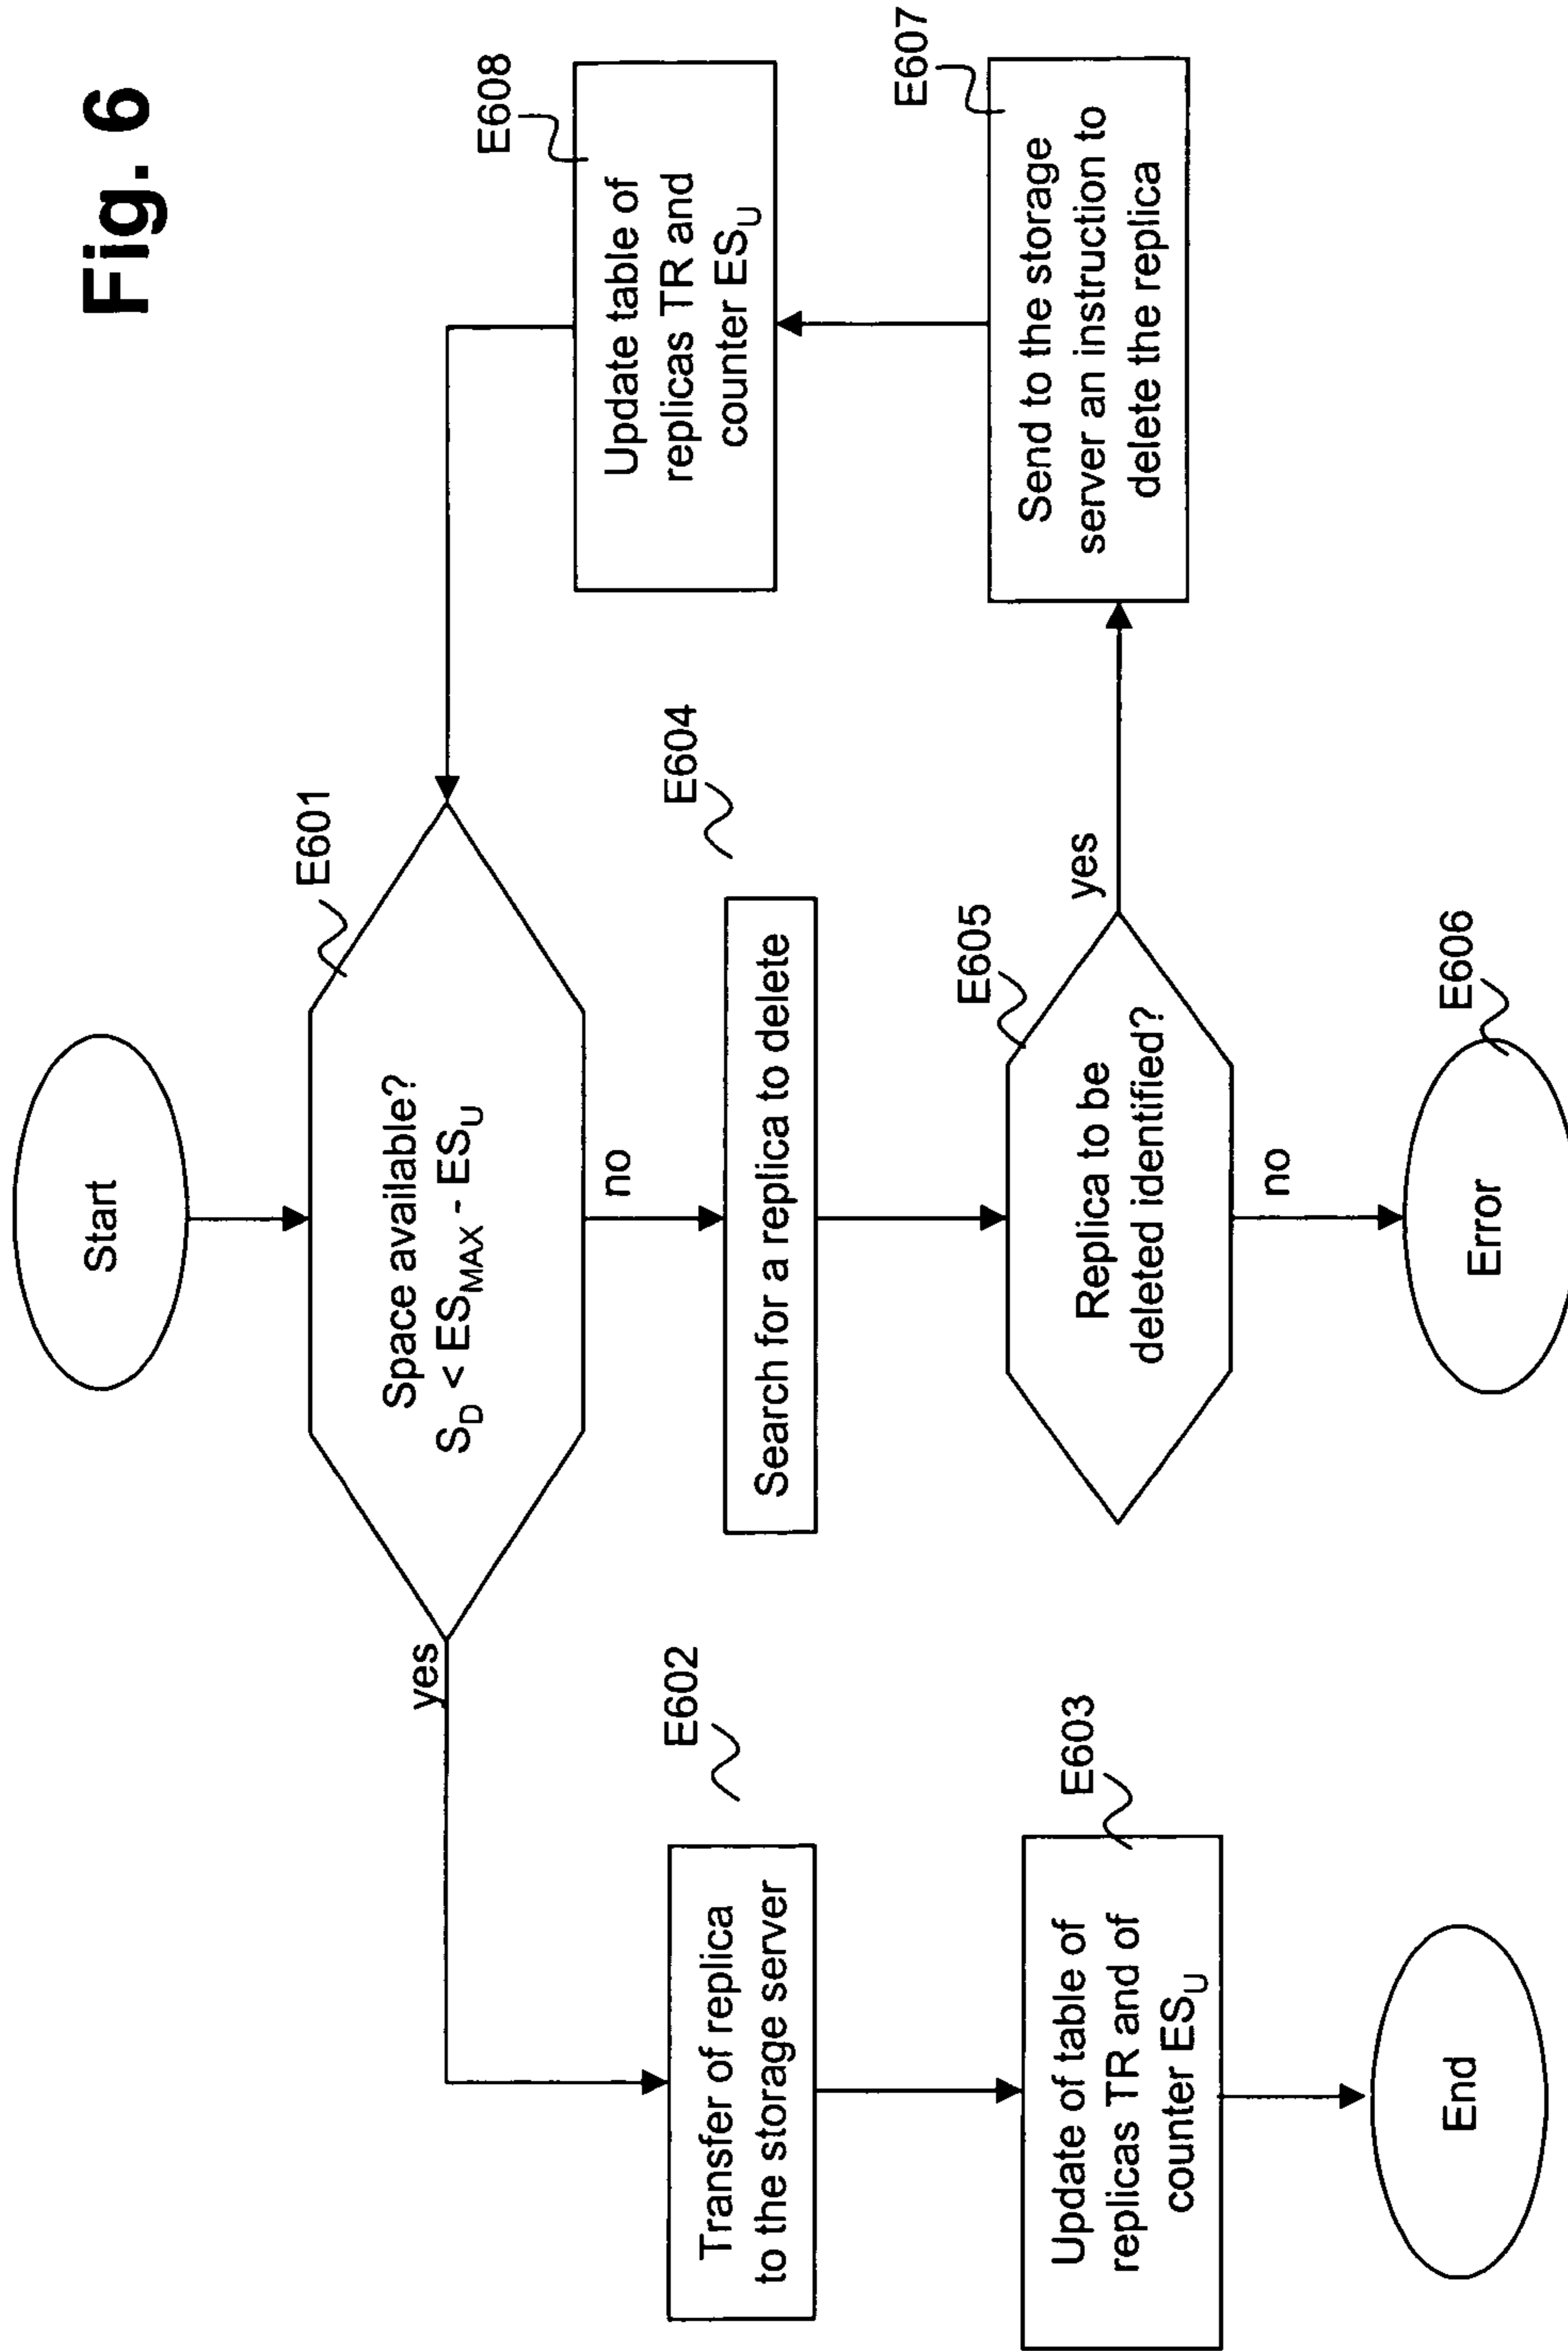 Fig. 6
Start
E601
Space available?
S_D < ES_MAX - ES_U
yes
no
E608
Update table of
replicas TR and
counter ES_U
E602
Transfer of replica
to the storage server
E604
Search for a replica to delete
E607
Send to the storage
server an instruction to
delete the replica
E603
Update of table of
replicas TR and of
counter ES_U
E605
Replica to be
deleted identified?
yes
no
End
E606
Error